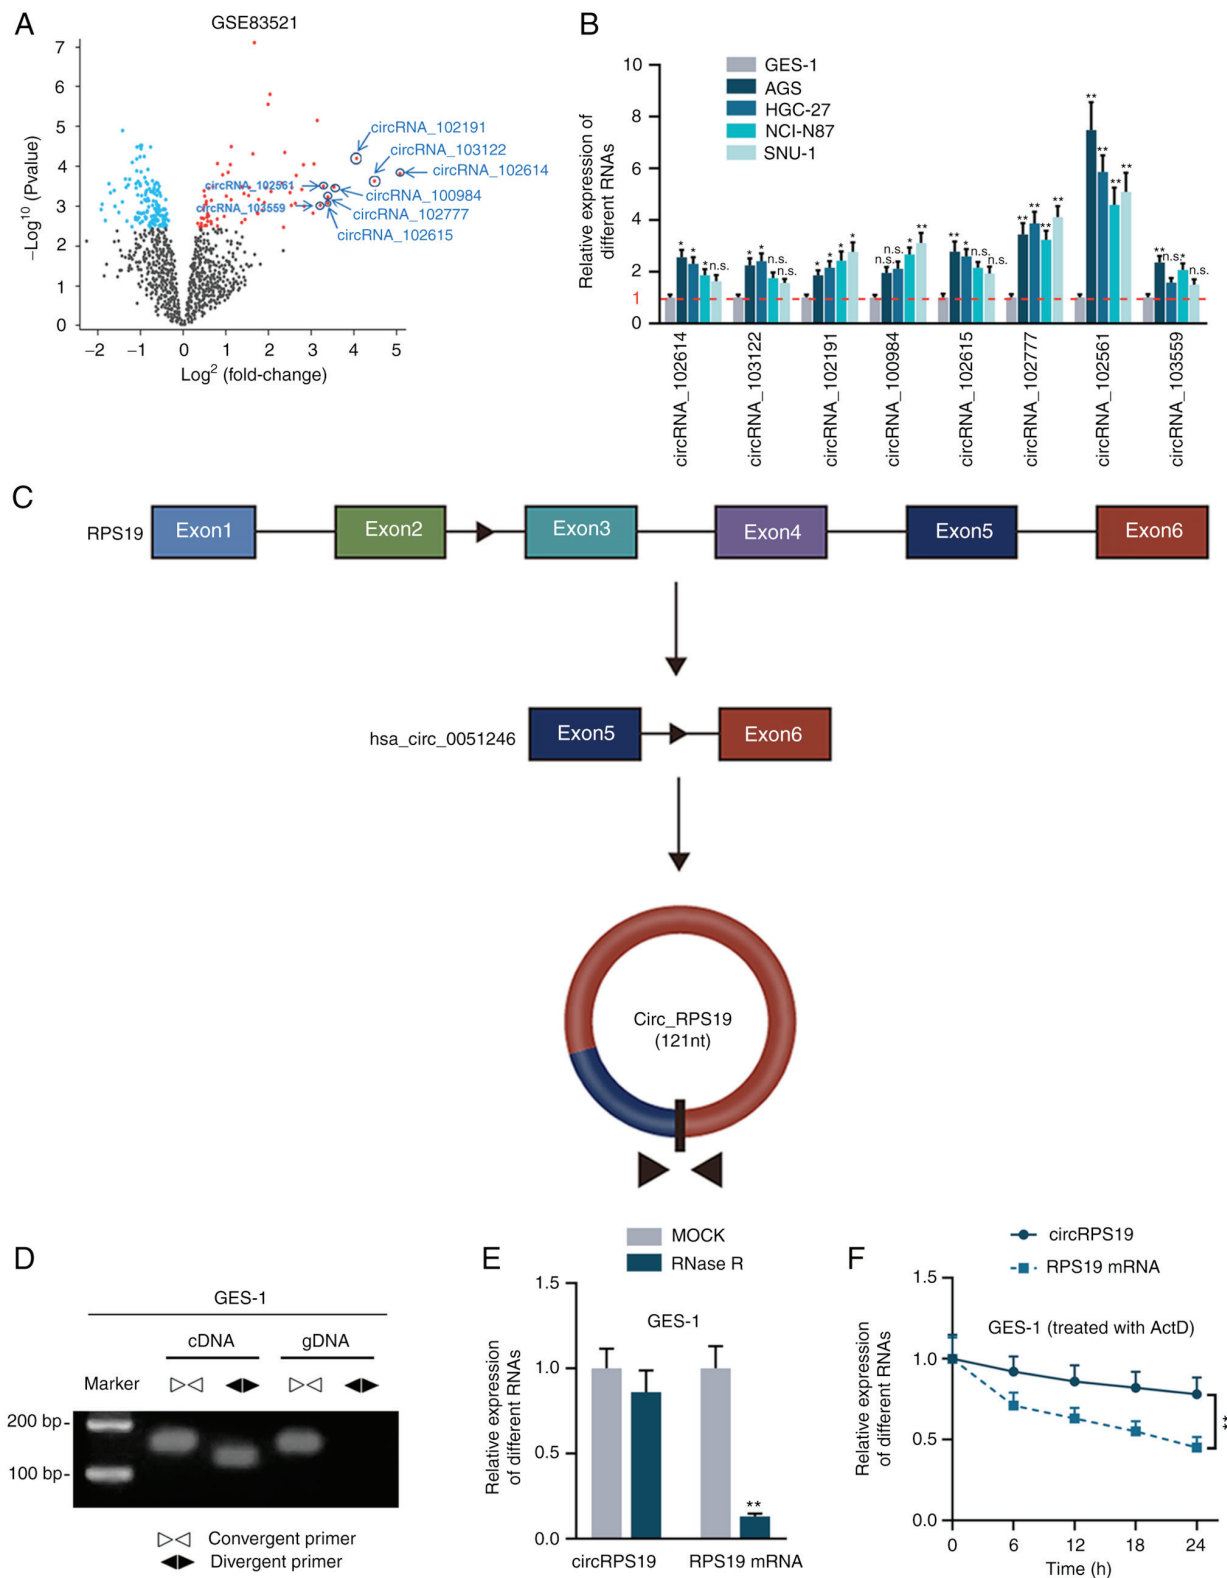 A
GSE83521
7
6
5
4
3
2
1
0
−2
−1
0
1
2
3
4
5
−Log10 (Pvalue)
Log2 (fold-change)
circRNA_102191
circRNA_103122
circRNA_102614
circRNA_102561
circRNA_100984
circRNA_103559
circRNA_102777
circRNA_102615
B
GES-1
AGS
HGC-27
NCI-N87
SNU-1
Relative expression of
different RNAs
10
8
6
4
2
1
0
* * * n.s.
* * n.s. n.s.
* * * *
n.s. n.s. * **
** * n.s. n.s.
** ** ** **
** ** ** **
** n.s. * n.s.
circRNA_102614
circRNA_103122
circRNA_102191
circRNA_100984
circRNA_102615
circRNA_102777
circRNA_102561
circRNA_103559
C
RPS19
Exon1
Exon2
Exon3
Exon4
Exon5
Exon6
hsa_circ_0051246
Exon5
Exon6
Circ_RPS19
(121nt)
D
GES-1
cDNA
gDNA
Marker
200 bp-
100 bp-
Convergent primer
Divergent primer
E
MOCK
RNase R
GES-1
Relative expression
of different RNAs
1.5
1.0
0.5
0.0
**
circRPS19
RPS19 mRNA
F
circRPS19
RPS19 mRNA
GES-1 (treated with ActD)
Relative expression
of different RNAs
1.5
1.0
0.5
0.0
**
0
6
12
18
24
Time (h)